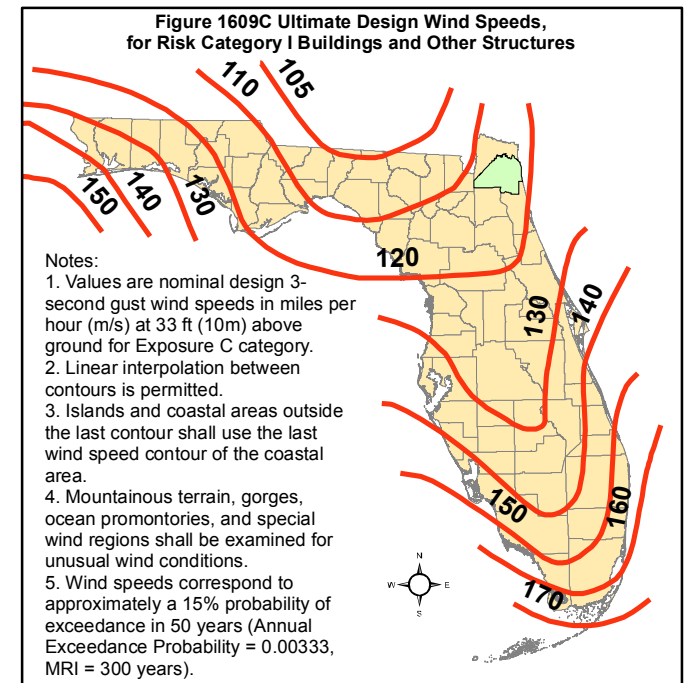 Figure 1609C Ultimate Design Wind Speeds,
for Risk Category I Buildings and Other Structures
105
110
150
140
130
120
130
140
150
160
170
Notes:
1. Values are nominal design 3-
second gust wind speeds in miles per
hour (m/s) at 33 ft (10m) above
ground for Exposure C category.
2. Linear interpolation between
contours is permitted.
3. Islands and coastal areas outside
the last contour shall use the last
wind speed contour of the coastal
area.
4. Mountainous terrain, gorges,
ocean promontories, and special
wind regions shall be examined for
unusual wind conditions.
5. Wind speeds correspond to
approximately a 15% probability of
exceedance in 50 years (Annual
Exceedance Probability = 0.00333,
MRI = 300 years).
N
W E
S